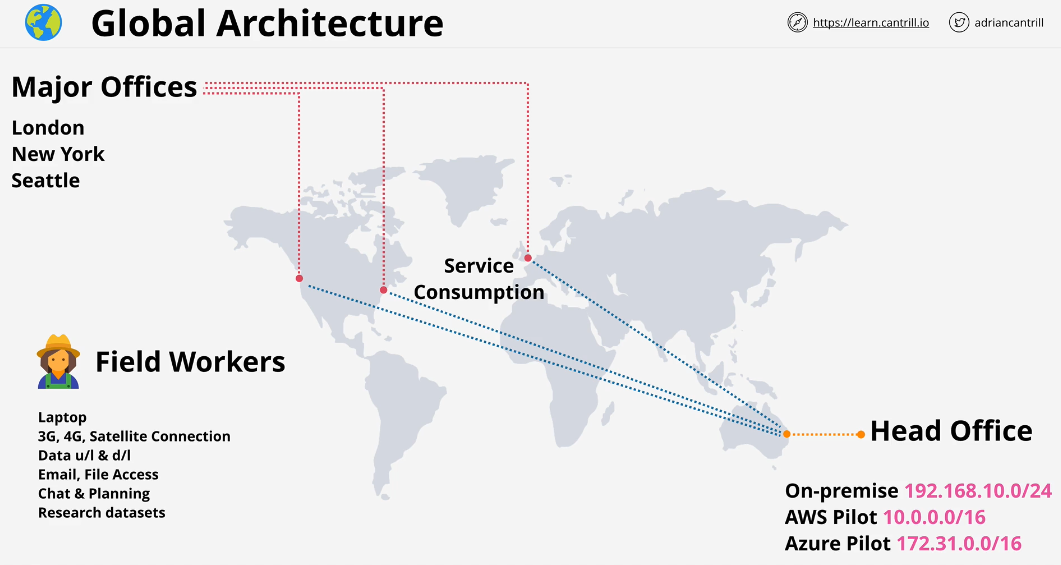 Global Architecture
https://learn.cantrill.io
adriancantrill
Major Offices
London
New York
Seattle
Service
Consumption
Field Workers
Laptop
3G, 4G, Satellite Connection
Data u/l & d/l
Email, File Access
Chat & Planning
Research datasets
Head Office
On-premise 192.168.10.0/24
AWS Pilot 10.0.0.0/16
Azure Pilot 172.31.0.0/16